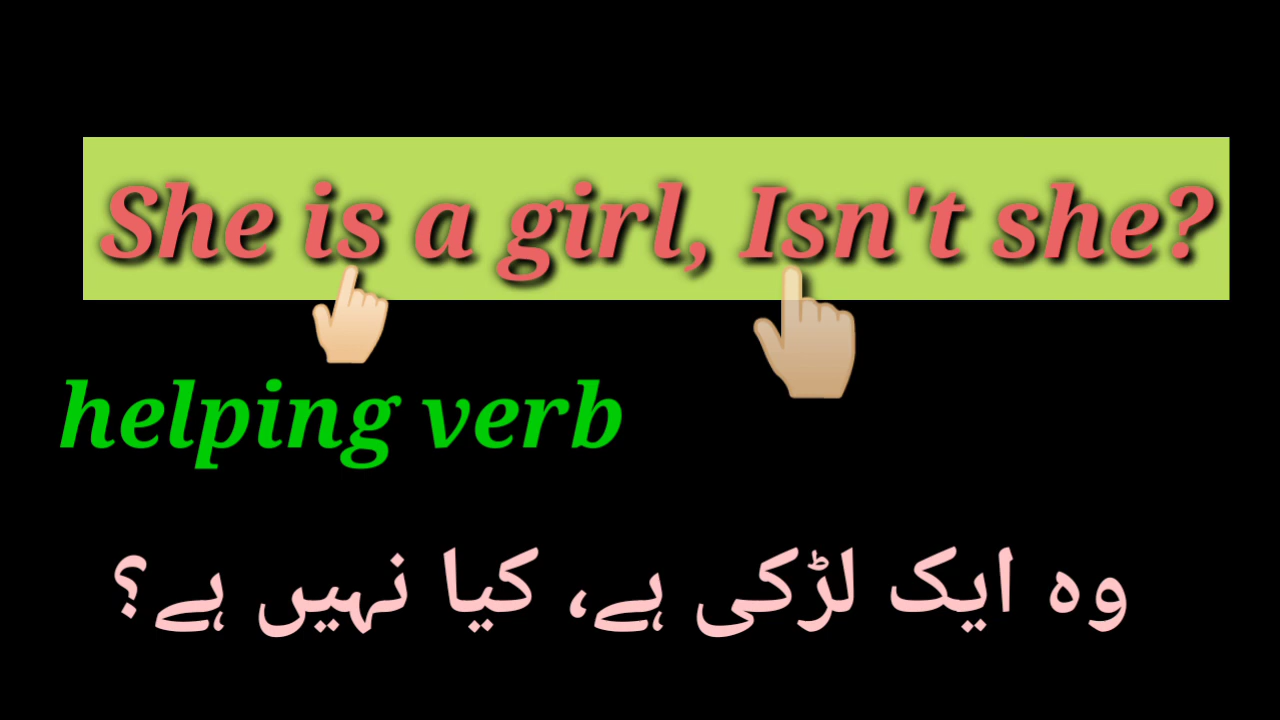 She is a girl, Isn't she?
helping verb
وہ ایک لڑکی ہے، کیا نہیں ہے؟